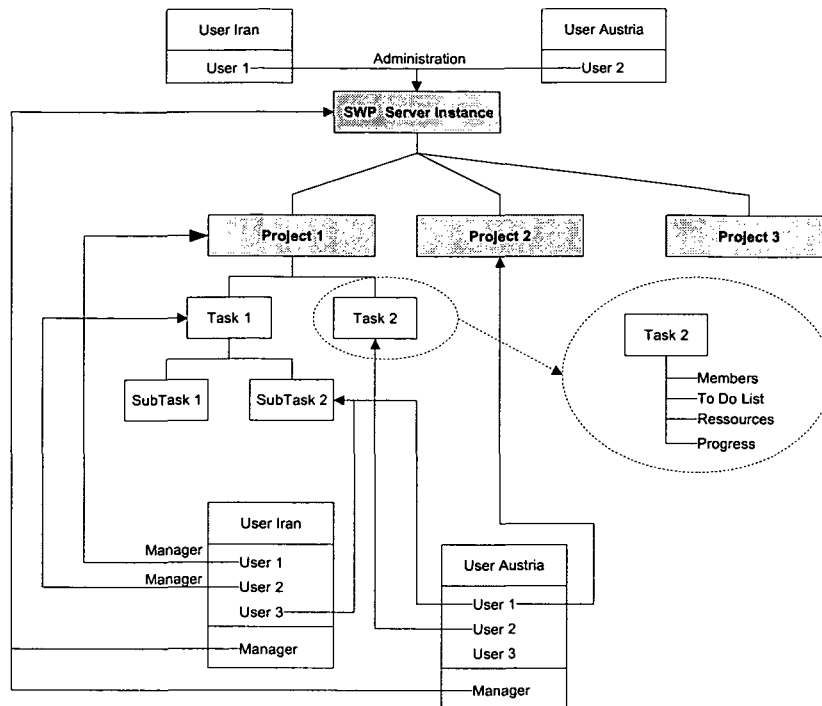 User Iran
User Austria
User 1
Administration
User 2
SWP Server Instance
Project 1
Project 2
Project 3
Task 1
Task 2
Task 2
Members
To Do List
Ressources
Progress
SubTask 1
SubTask 2
User Iran
Manager
User 1
Manager
User 2
User 3
Manager
User Austria
User 1
User 2
User 3
Manager